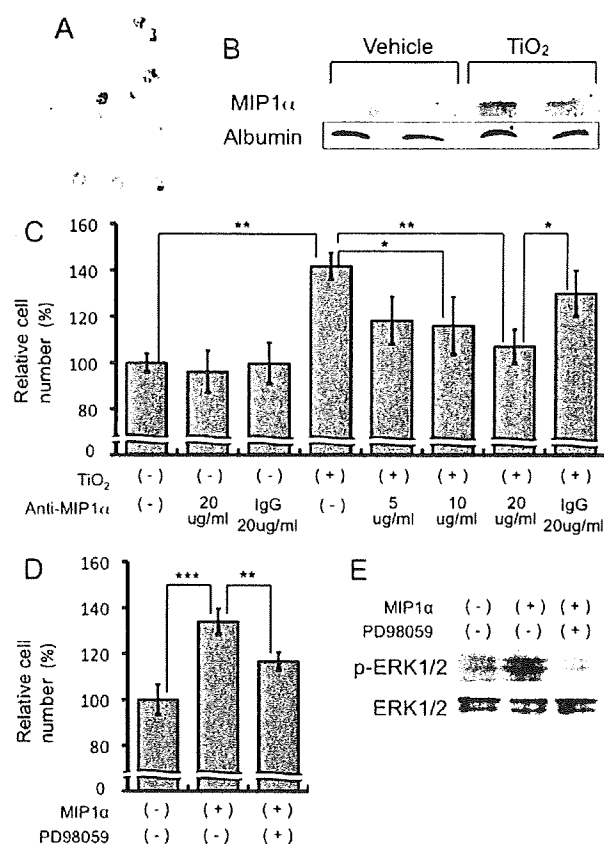 A
B
Vehicle TiO2
MIP1α
Albumin
C
** ** * *
Relative cell number (%)
160
140
120
100
80
0
TiO2 (-) (-) (-) (+) (+) (+) (+) (+)
Anti-MIP1α (-) 20 ug/ml IgG 20ug/ml (-) 5 ug/ml 10 ug/ml 20 ug/ml IgG 20ug/ml
D
*** **
Relative cell number (%)
160
140
120
100
80
0
MIP1α (-) (+) (+)
PD98059 (-) (-) (+)
E
MIP1α (-) (+) (+)
PD98059 (-) (-) (+)
p-ERK1/2
ERK1/2